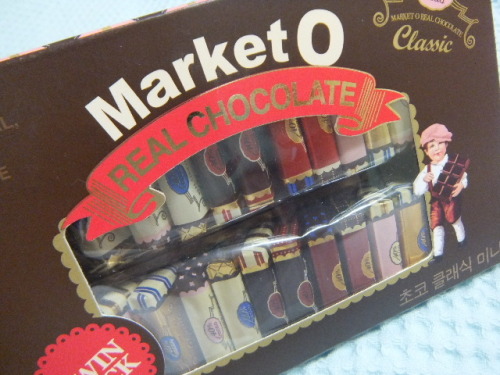 MARKET O REAL CHOCOLATE
Classic
Market O
REAL CHOCOLATE
초코 클래식 미니